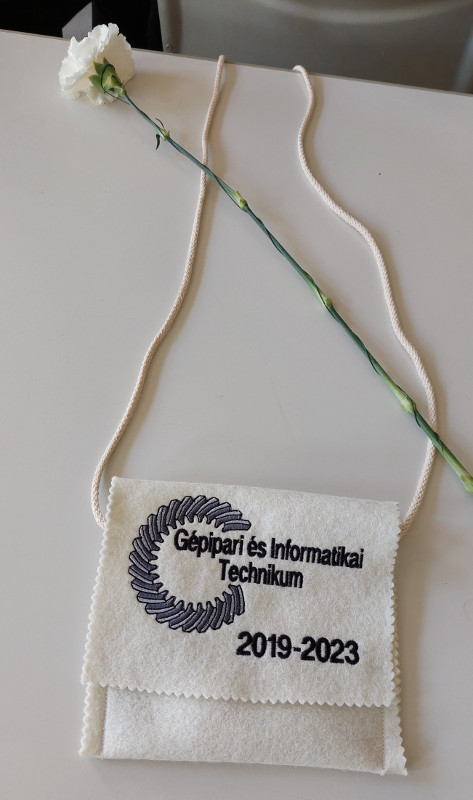 Gépipari és Informatikai
Technikum
2019-2023